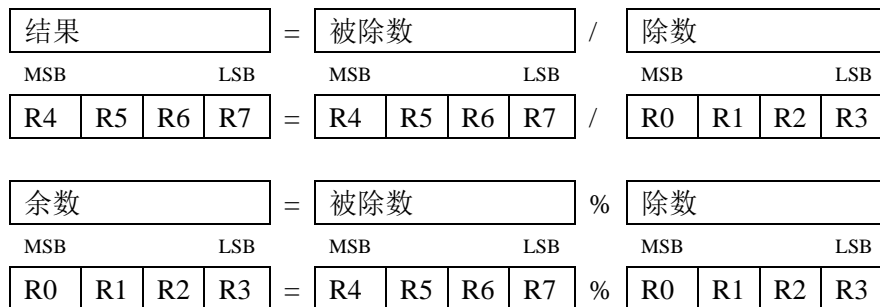 结果 = 被除数 / 除数
MSB LSB MSB LSB MSB LSB
R4 R5 R6 R7 = R4 R5 R6 R7 / R0 R1 R2 R3
余数 = 被除数 % 除数
MSB LSB MSB LSB MSB LSB
R0 R1 R2 R3 = R4 R5 R6 R7 % R0 R1 R2 R3